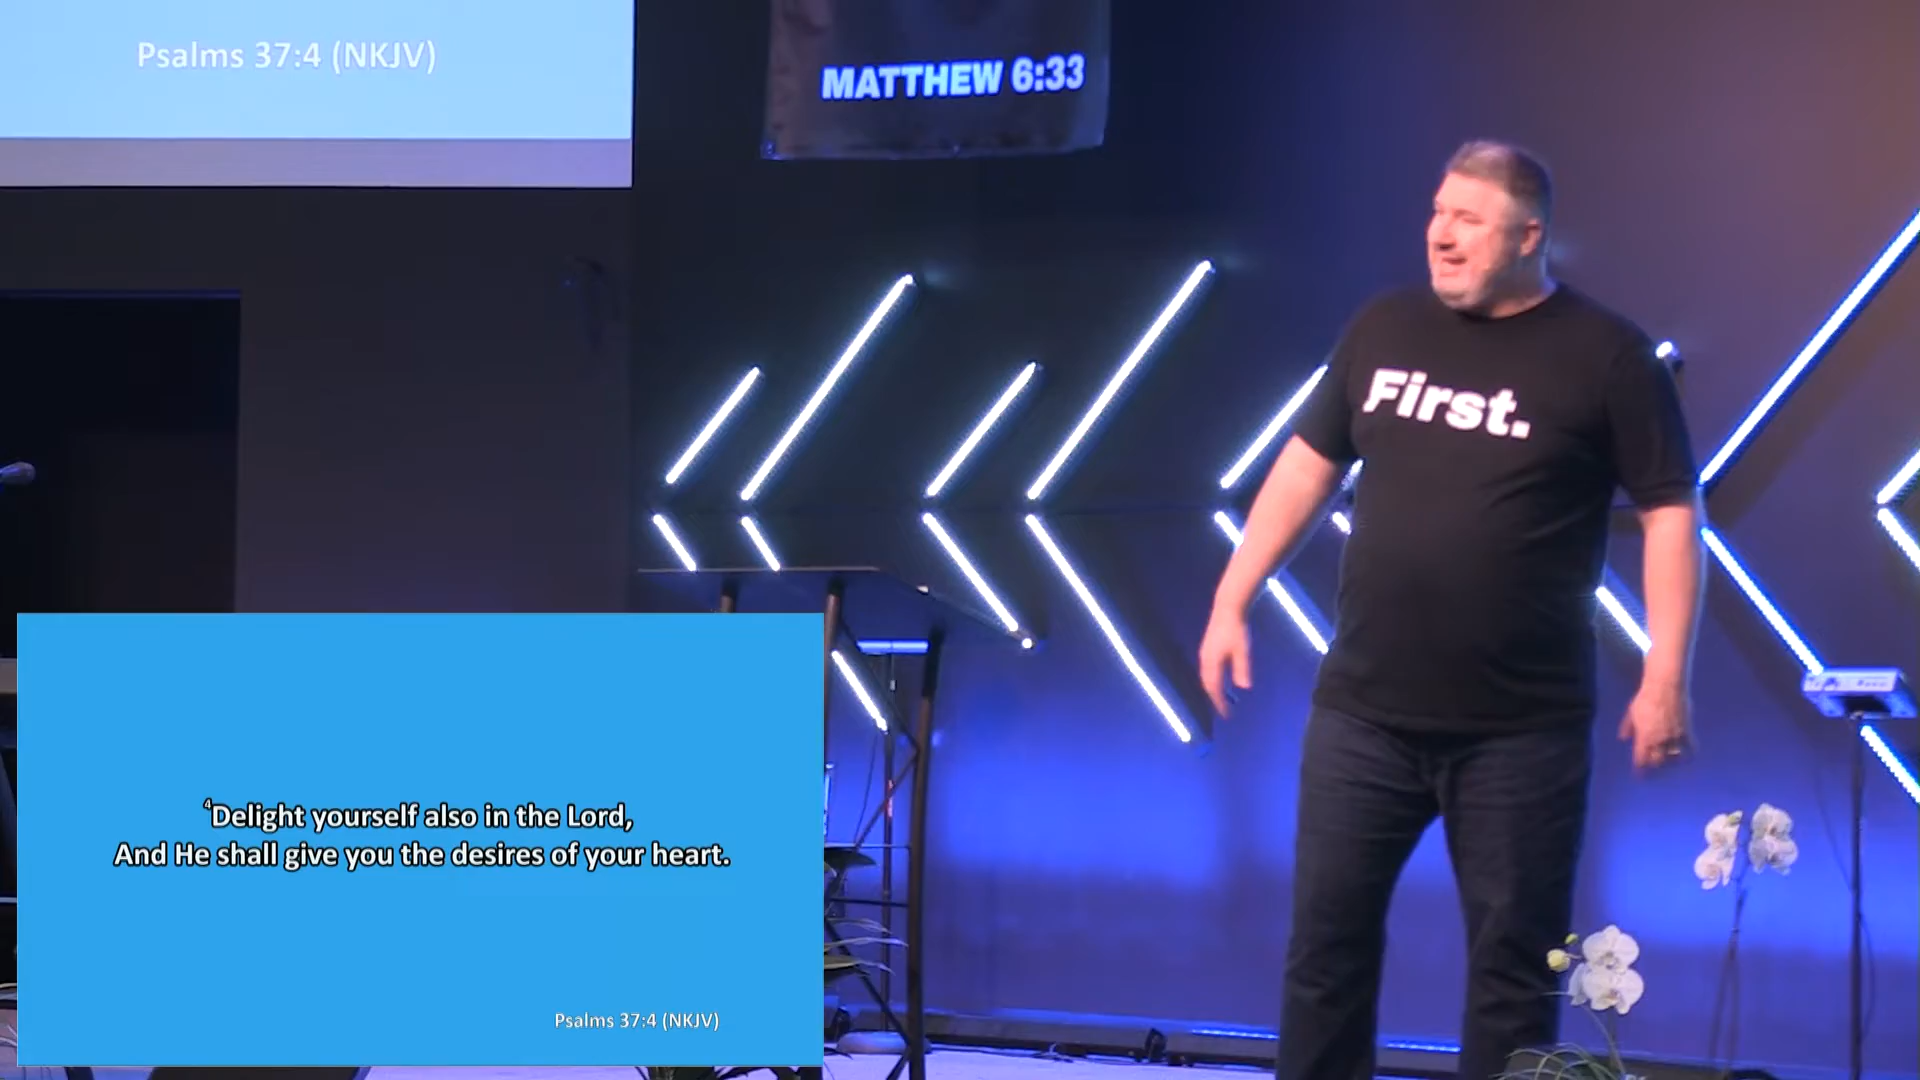 Psalms 37:4 (NKJV)
MATTHEW 6:33
First.
4Delight yourself also in the Lord,
And He shall give you the desires of your heart.
Psalms 37:4 (NKJV)